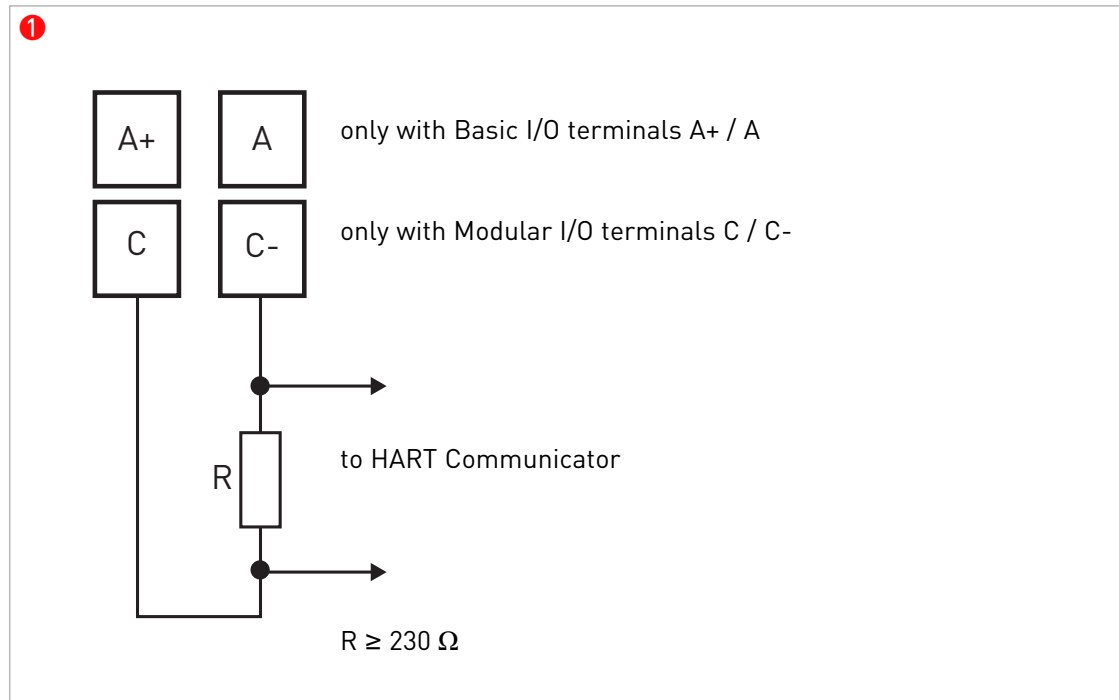 1
A+ A only with Basic I/O terminals A+ / A
C C- only with Modular I/O terminals C / C-
R to HART Communicator
R ≥ 230 Ω